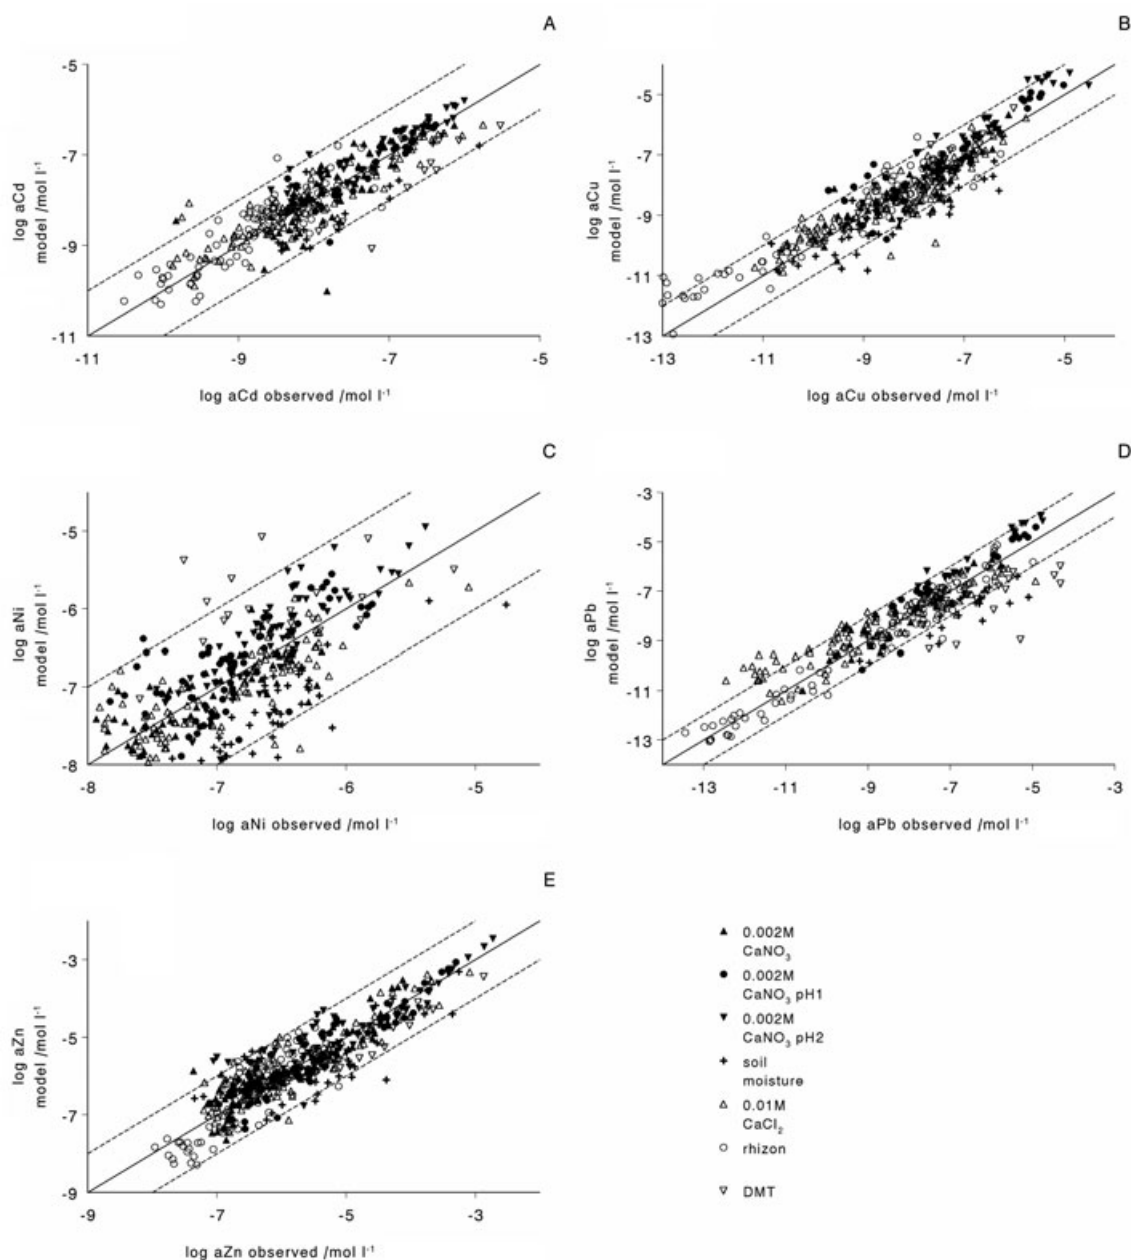 A
-5
-7
-9
-11
log aCd
model /mol l⁻¹
-11 -9 -7 -5
log aCd observed /mol l⁻¹
B
-5
-7
-9
-11
-13
log aCu
model /mol l⁻¹
-13 -11 -9 -7 -5
log aCu observed /mol l⁻¹
C
-5
-6
-7
-8
log aNi
model /mol l⁻¹
-8 -7 -6 -5
log aNi observed /mol l⁻¹
D
-3
-5
-7
-9
-11
-13
log aPb
model /mol l⁻¹
-13 -11 -9 -7 -5 -3
log aPb observed /mol l⁻¹
E
-3
-5
-7
-9
log aZn
model /mol l⁻¹
-9 -7 -5 -3
log aZn observed /mol l⁻¹
0.002M
CaNO₃
0.002M
CaNO₃ pH1
0.002M
CaNO₃ pH2
soil
moisture
0.01M
CaCl₂
rhizon
DMT